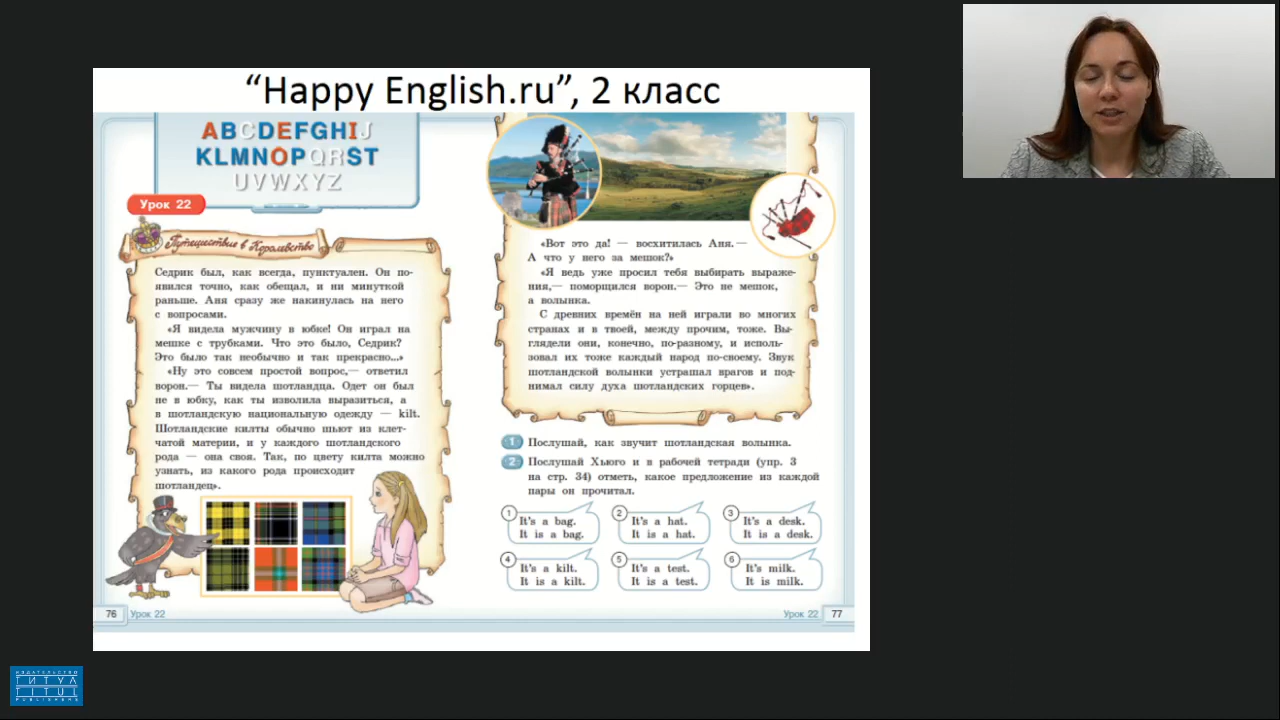 “Happy English.ru”, 2 класс
ABCDEFGHIJ
KLMNOPQRST
UVWXYZ
Урок 22
Путешествие в Королевство
Седрик был, как всегда, пунктуален. Он по-
явился точно, как обещал, и ни минуткой
раньше. Аня сразу же накинулась на него
с вопросами.
«Я видела мужчину в юбке! Он играл на
мешке с трубками. Что это было, Седрик?
Это было так необычно и так прекрасно...»
«Ну это совсем простой вопрос,— ответил
ворон.— Ты видела шотландца. Одет он был
не в юбку, как ты изволила выразиться, а
в шотландскую национальную одежду — kilt.
Шотландские килты обычно шьют из клет-
чатой материи, и у каждого шотландского
рода — она своя. Так, по цвету килта можно
узнать, из какого рода происходит
шотландец».
76 Урок 22
«Вот это да! — восхитилась Аня.—
А что у него за мешок?»
«Я ведь уже просил тебя выбирать выраже-
ния,— поморщился ворон.— Это не мешок,
а волынка.
С древних времён на ней играли во многих
странах и в твоей, между прочим, тоже. Вы-
глядели они, конечно, по-разному, и исполь-
зовал их тоже каждый народ по-своему. Звук
шотландской волынки устрашал врагов и под-
нимал силу духа шотландских горцев».
1 Послушай, как звучит шотландская волынка.
2 Послушай Хьюго и в рабочей тетради (упр. 3
на стр. 34) отметь, какое предложение из каждой
пары он прочитал.
1 It's a bag.
It is a bag.
2 It's a hat.
It is a hat.
3 It's a desk.
It is a desk.
4 It's a kilt.
It is a kilt.
5 It's a test.
It is a test.
6 It's milk.
It is milk.
Урок 22 77
ИЗДАТЕЛЬСТВО
ТИТУЛ
TITUL
PUBLISHERS